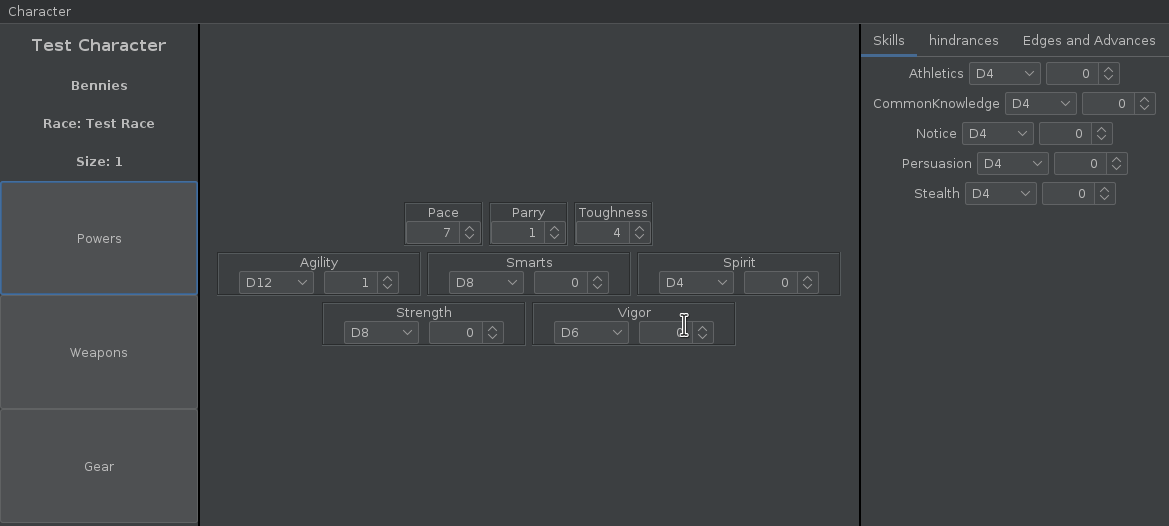 Character
Test Character
Bennies
Race: Test Race
Size: 1
Powers
Weapons
Gear
Pace Parry Toughness
7 1 4
Agility Smarts Spirit
D12 1 D8 0 D4 0
Strength Vigor
D8 0 D6
Skills hindrances Edges and Advances
Athletics D4 0
CommonKnowledge D4 0
Notice D4 0
Persuasion D4 0
Stealth D4 0